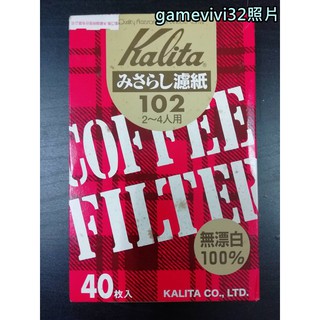 gamevivi32照片
Kalita
みさらし濾紙
102
2～4人用
COFFEE
FILTER
無漂白
100%
40枚入
KALITA CO., LTD.